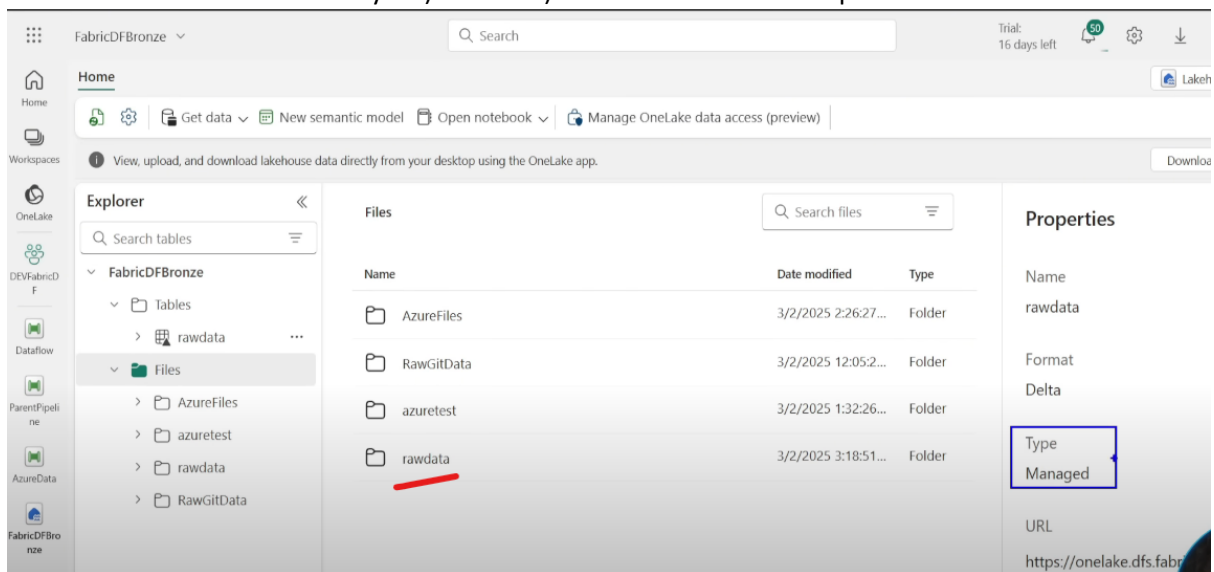 FabricDFBronze
Search
Trial:
16 days left
50
Home
Home
Lakeh
Get data
New semantic model
Open notebook
Manage OneLake data access (preview)
Workspaces
View, upload, and download lakehouse data directly from your desktop using the OneLake app.
Downloa
OneLake
DEVFabricD
F
Dataflow
ParentPipeli
ne
AzureData
FabricDFBro
nze
Explorer
Search tables
FabricDFBronze
Tables
rawdata
...
Files
AzureFiles
azuretest
rawdata
RawGitData
Files
Search files
Name Date modified Type
AzureFiles 3/2/2025 2:26:27... Folder
RawGitData 3/2/2025 12:05:2... Folder
azuretest 3/2/2025 1:32:26... Folder
rawdata 3/2/2025 3:18:51... Folder
Properties
Name
rawdata
Format
Delta
Type
Managed
URL
https://onelake.dfs.fabr